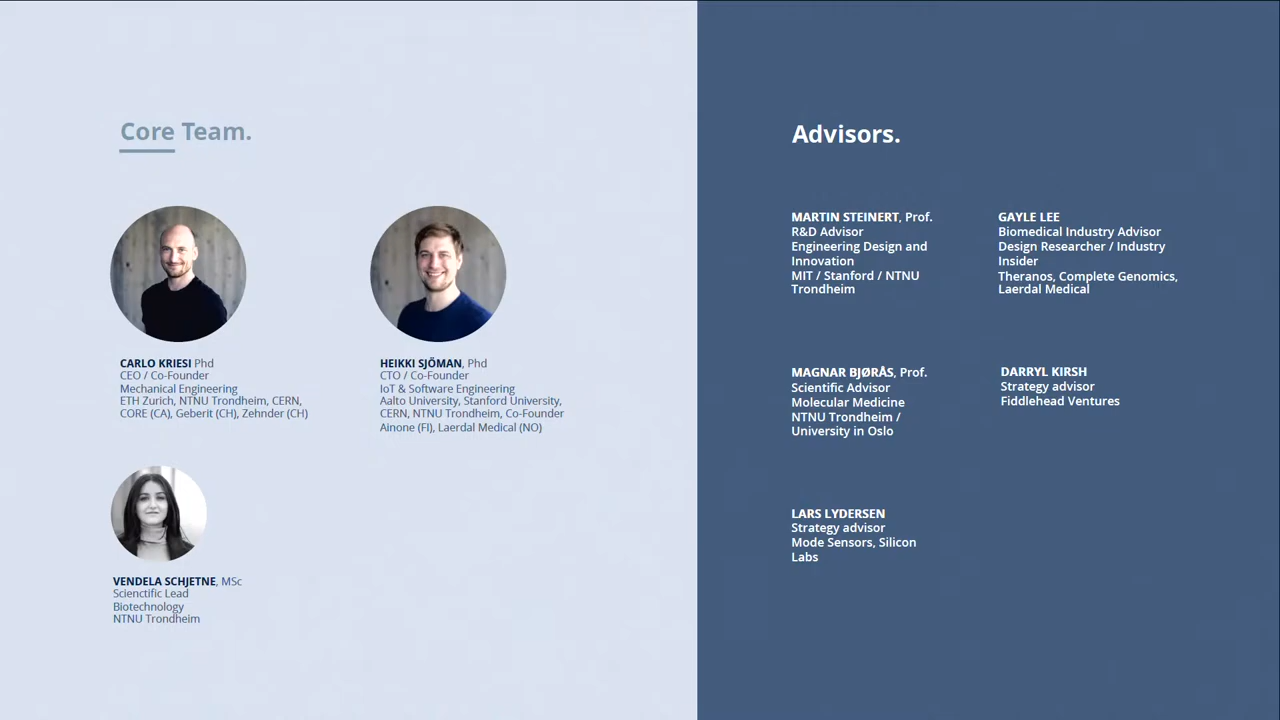 Core Team.
CARLO KRIESI Phd
CEO / Co-Founder
Mechanical Engineering
ETH Zurich, NTNU Trondheim, CERN,
CORE (CA), Geberit (CH), Zehnder (CH)
HEIKKI SJÖMAN, Phd
CTO / Co-Founder
IoT & Software Engineering
Aalto University, Stanford University,
CERN, NTNU Trondheim, Co-Founder
Ainone (FI), Laerdal Medical (NO)
VENDELA SCHJETNE, MSc
Scienctific Lead
Biotechnology
NTNU Trondheim
Advisors.
MARTIN STEINERT, Prof.
R&D Advisor
Engineering Design and
Innovation
MIT / Stanford / NTNU
Trondheim
GAYLE LEE
Biomedical Industry Advisor
Design Researcher / Industry
Insider
Theranos, Complete Genomics,
Laerdal Medical
MAGNAR BJØRÅS, Prof.
Scientific Advisor
Molecular Medicine
NTNU Trondheim /
University in Oslo
DARRYL KIRSH
Strategy advisor
Fiddlehead Ventures
LARS LYDERSEN
Strategy advisor
Mode Sensors, Silicon
Labs